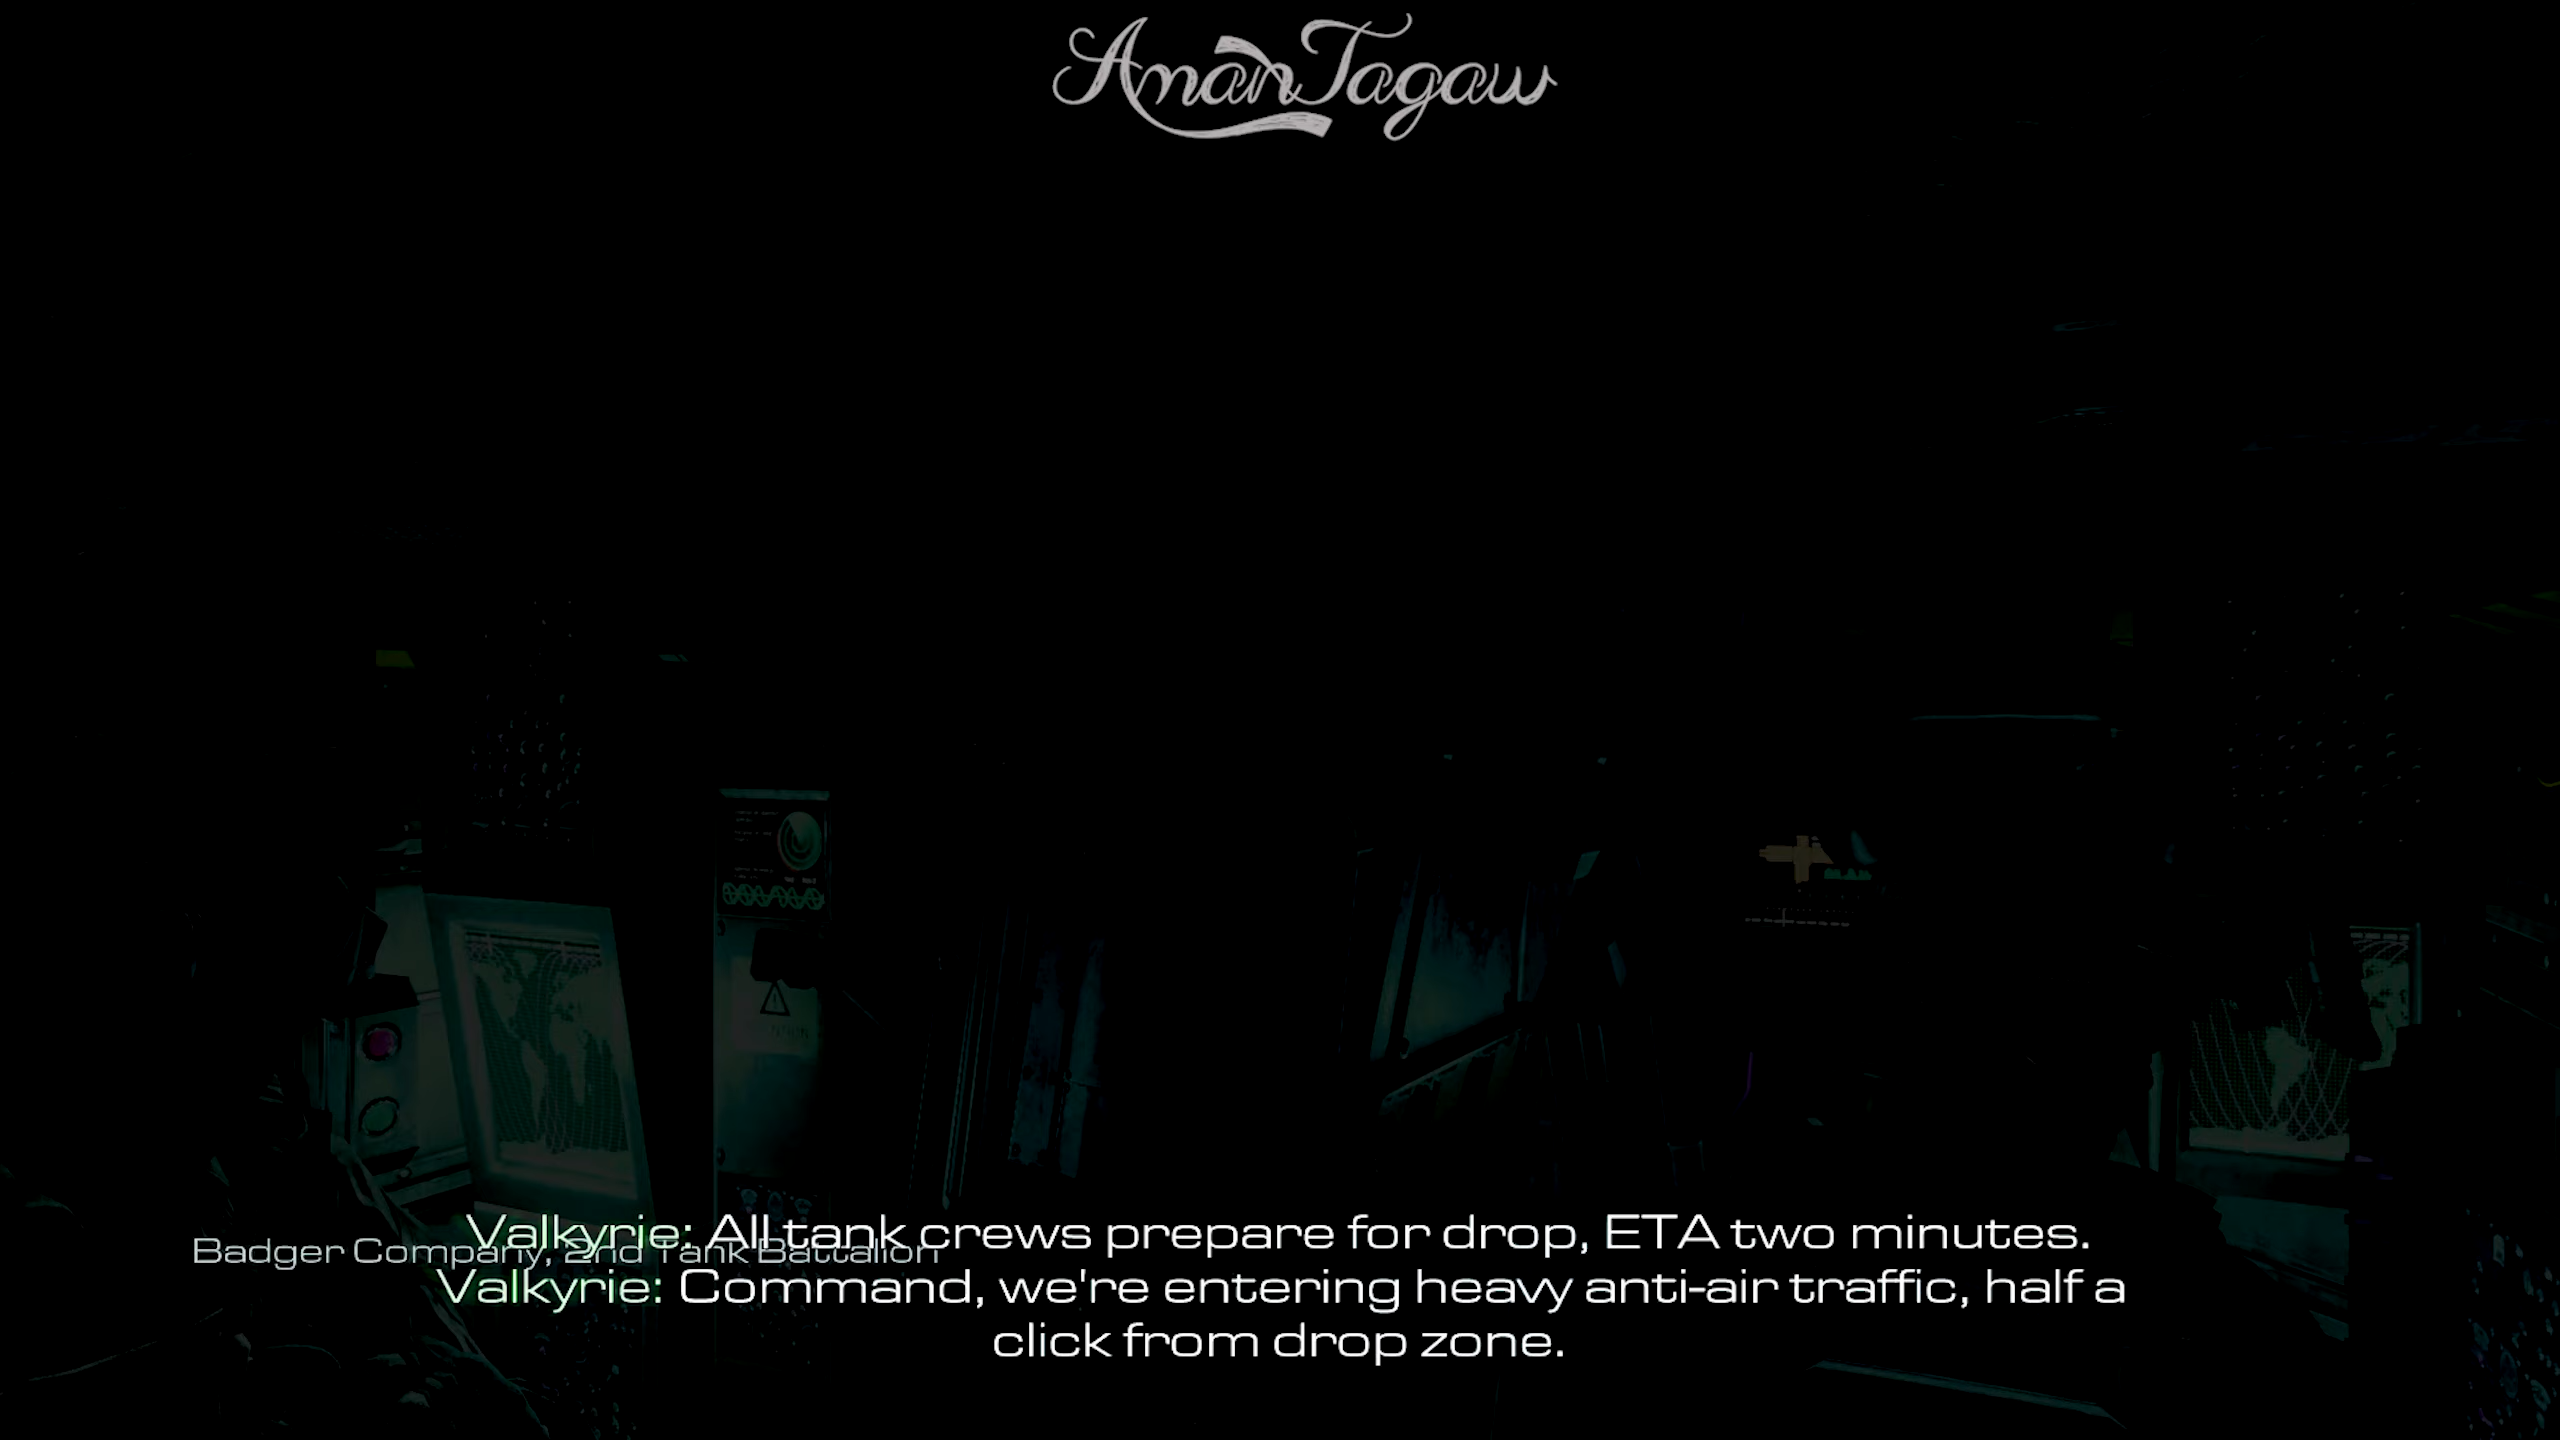 AmanTagaw
Valkyrie: All tank crews prepare for drop, ETA two minutes.
Badger Company, 2nd Tank Battalion
Valkyrie: Command, we're entering heavy anti-air traffic, half a
click from drop zone.